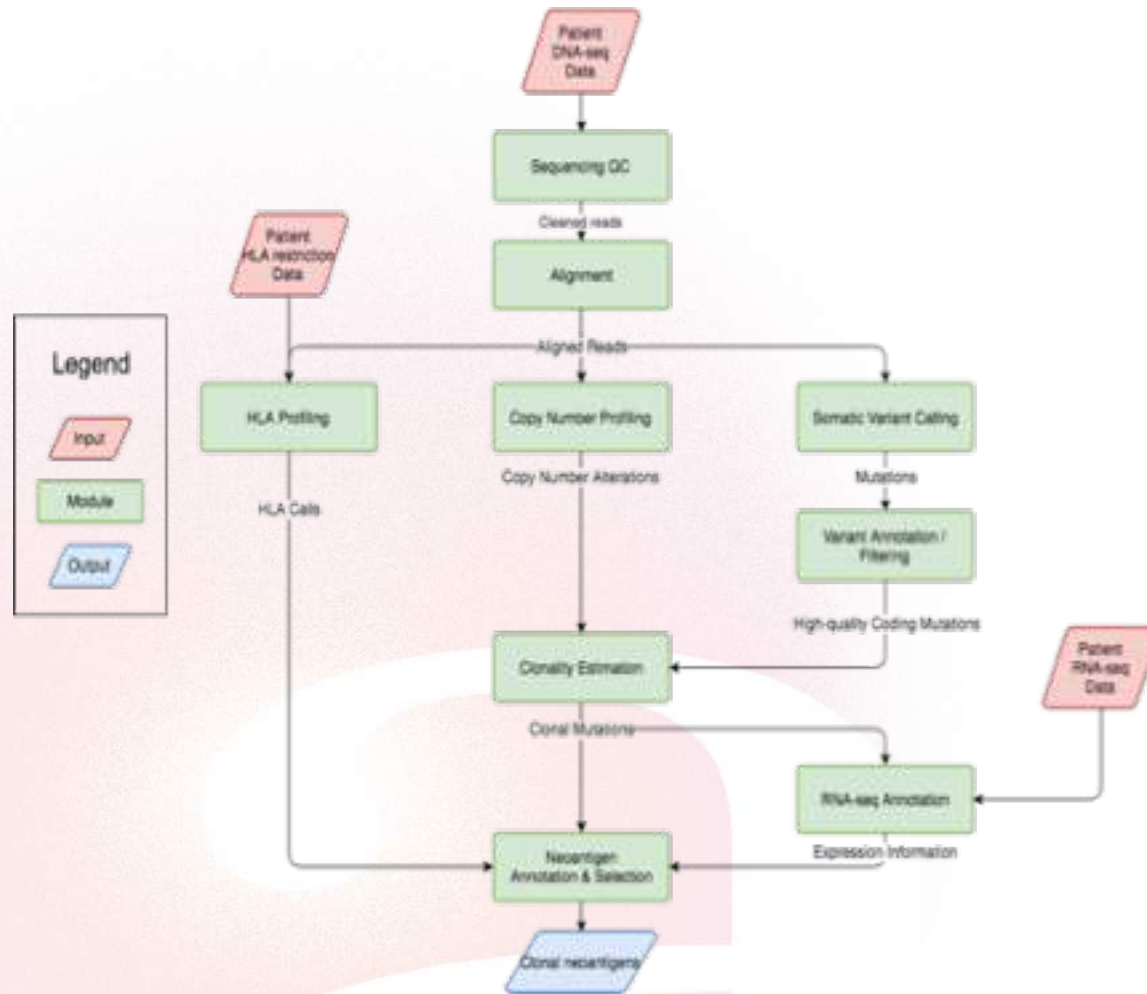 Patient
DNA-seq
Data
Sequencing QC
Cleaned reads
Patient
HLA restriction
Data
Alignment
Aligned Reads
Legend
Input
Module
Output
HLA Profiling
Copy Number Profiling
Somatic Variant Calling
HLA Calls
Copy Number Alterations
Mutations
Variant Annotation /
Filtering
High-quality Coding Mutations
Clonality Estimation
Patient
RNA-seq
Data
Clonal Mutations
RNA-seq Annotation
Expression Information
Neoantigen
Annotation & Selection
Clonal neoantigens